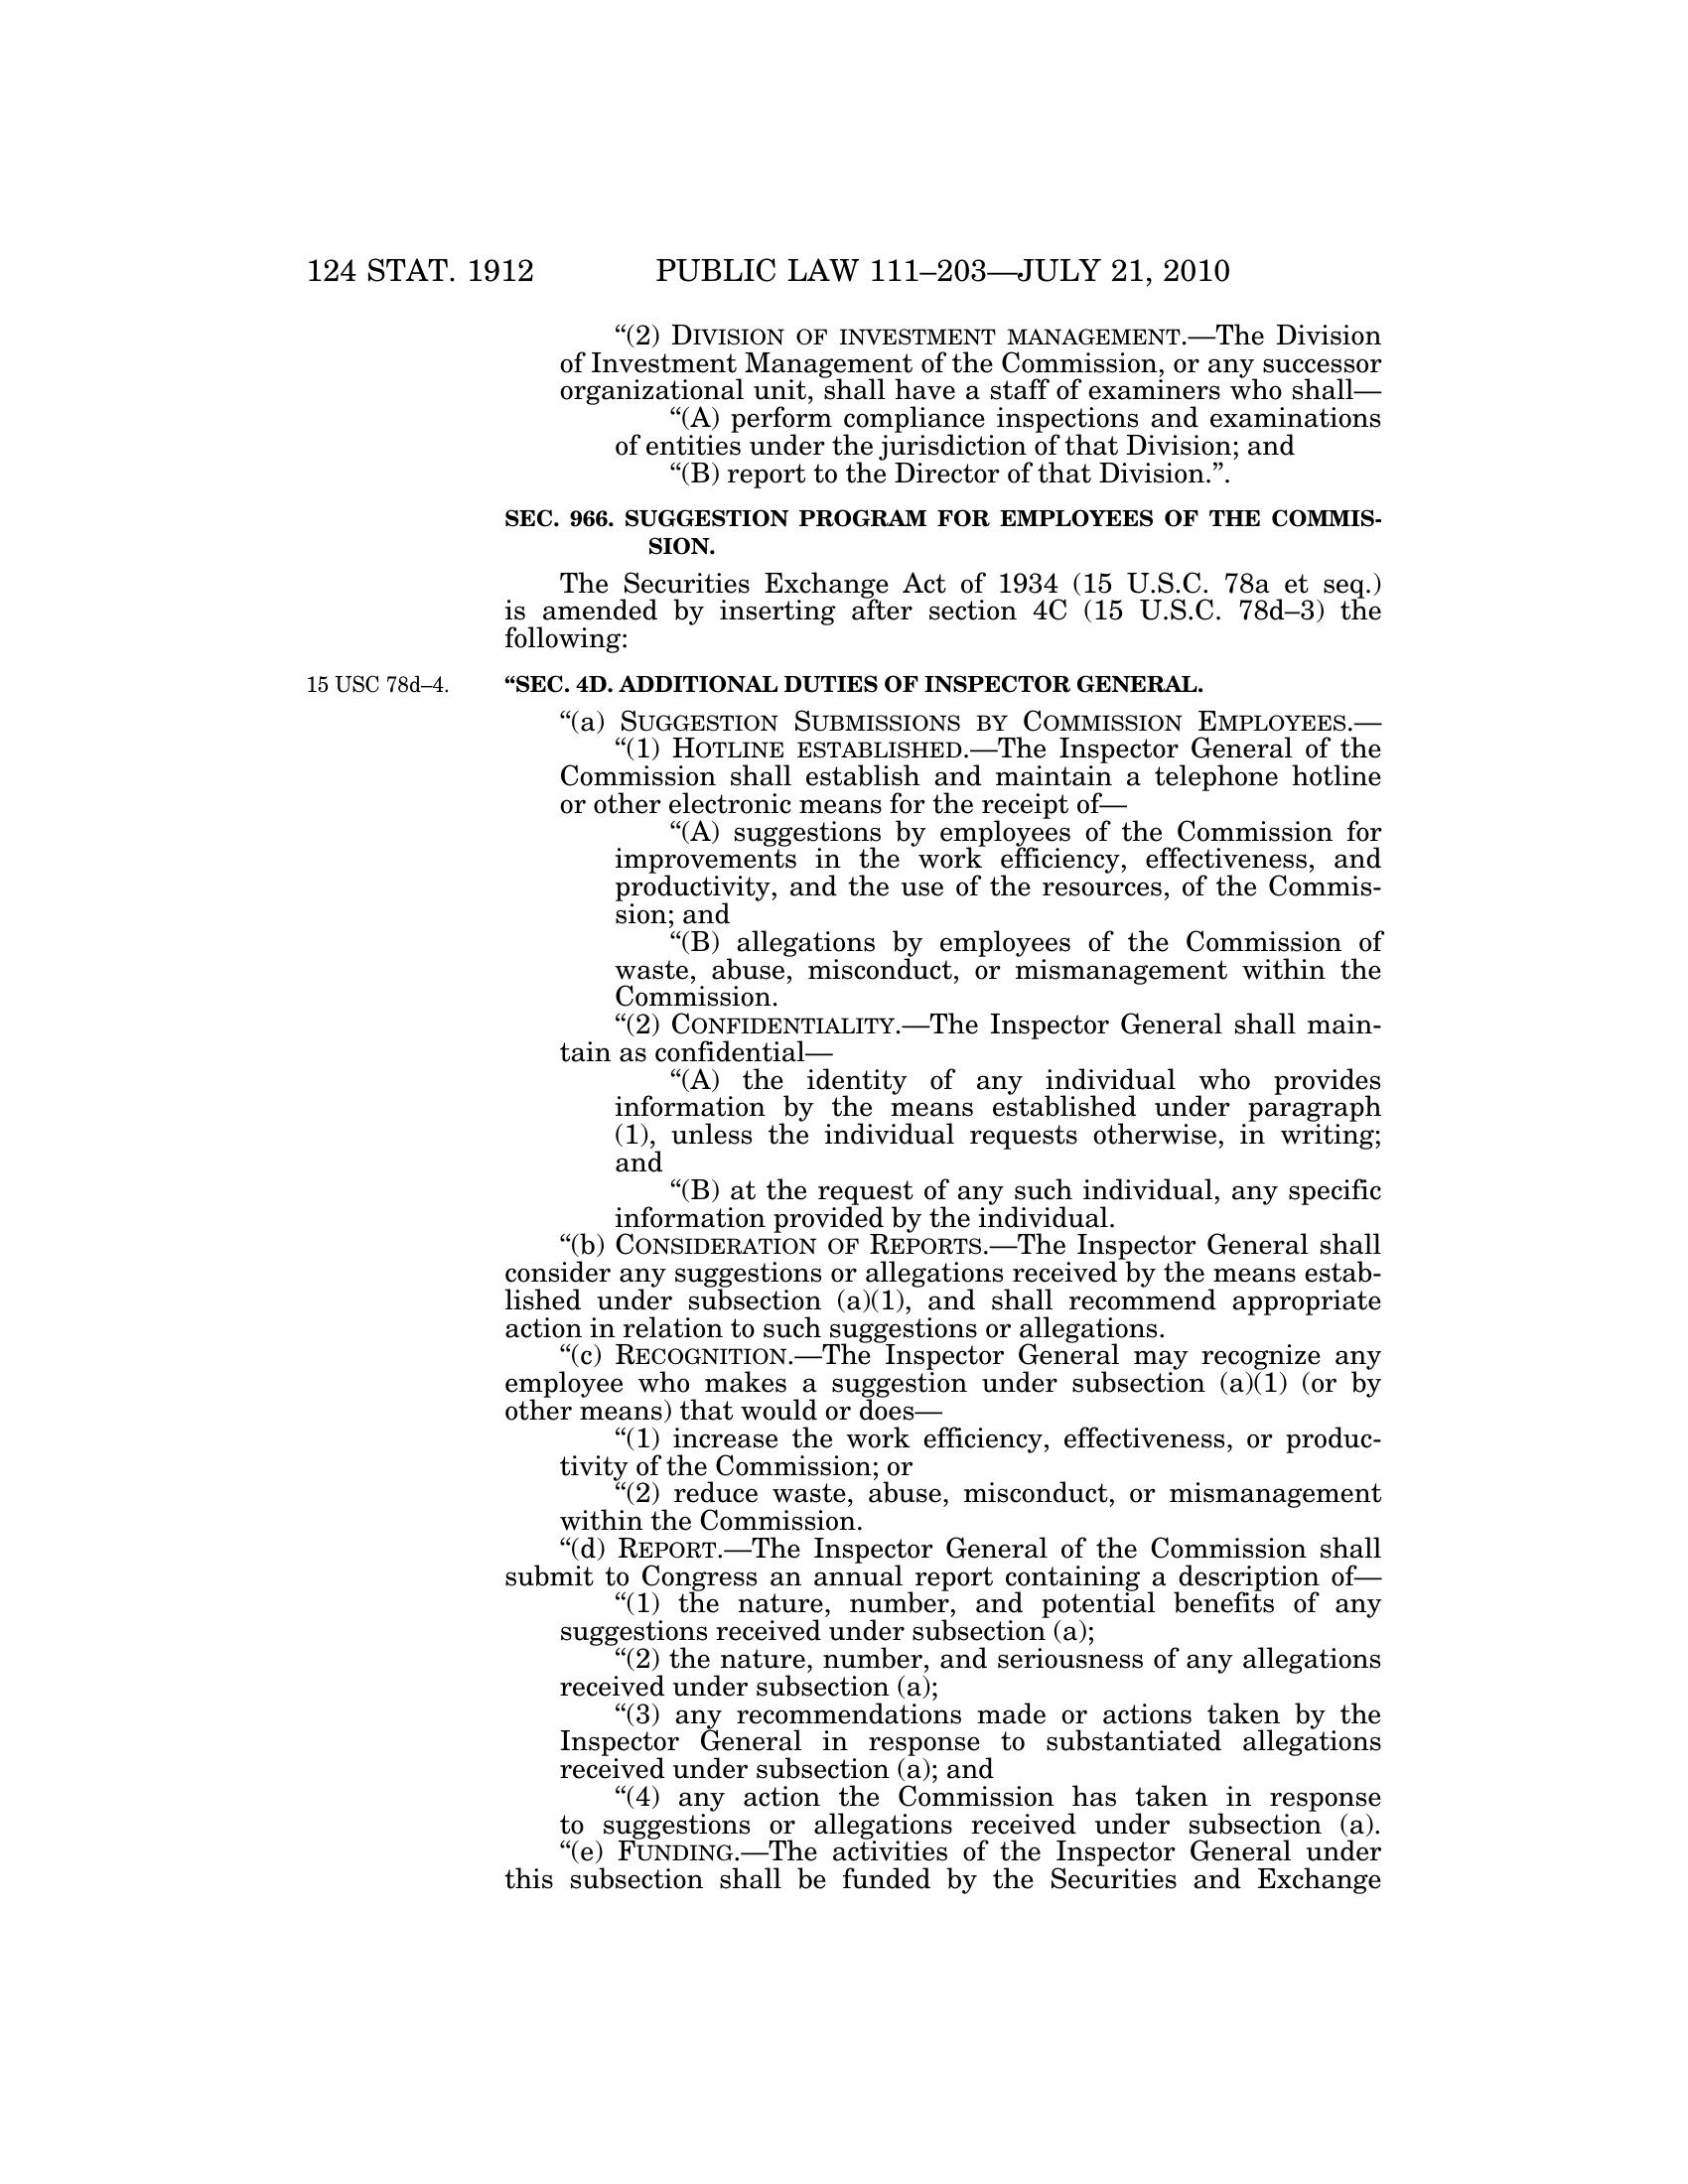 124 STAT. 1912 PUBLIC LAW 111–203—JULY 21, 2010
“(2) DIVISION OF INVESTMENT MANAGEMENT.—The Division
of Investment Management of the Commission, or any successor
organizational unit, shall have a staff of examiners who shall—
“(A) perform compliance inspections and examinations
of entities under the jurisdiction of that Division; and
“(B) report to the Director of that Division.”.
SEC. 966. SUGGESTION PROGRAM FOR EMPLOYEES OF THE COMMIS-
SION.
The Securities Exchange Act of 1934 (15 U.S.C. 78a et seq.)
is amended by inserting after section 4C (15 U.S.C. 78d–3) the
following:
15 USC 78d–4.
“SEC. 4D. ADDITIONAL DUTIES OF INSPECTOR GENERAL.
“(a) SUGGESTION SUBMISSIONS BY COMMISSION EMPLOYEES.—
“(1) HOTLINE ESTABLISHED.—The Inspector General of the
Commission shall establish and maintain a telephone hotline
or other electronic means for the receipt of—
“(A) suggestions by employees of the Commission for
improvements in the work efficiency, effectiveness, and
productivity, and the use of the resources, of the Commis-
sion; and
“(B) allegations by employees of the Commission of
waste, abuse, misconduct, or mismanagement within the
Commission.
“(2) CONFIDENTIALITY.—The Inspector General shall main-
tain as confidential—
“(A) the identity of any individual who provides
information by the means established under paragraph
(1), unless the individual requests otherwise, in writing;
and
“(B) at the request of any such individual, any specific
information provided by the individual.
“(b) CONSIDERATION OF REPORTS.—The Inspector General shall
consider any suggestions or allegations received by the means estab-
lished under subsection (a)(1), and shall recommend appropriate
action in relation to such suggestions or allegations.
“(c) RECOGNITION.—The Inspector General may recognize any
employee who makes a suggestion under subsection (a)(1) (or by
other means) that would or does—
“(1) increase the work efficiency, effectiveness, or produc-
tivity of the Commission; or
“(2) reduce waste, abuse, misconduct, or mismanagement
within the Commission.
“(d) REPORT.—The Inspector General of the Commission shall
submit to Congress an annual report containing a description of—
“(1) the nature, number, and potential benefits of any
suggestions received under subsection (a);
“(2) the nature, number, and seriousness of any allegations
received under subsection (a);
“(3) any recommendations made or actions taken by the
Inspector General in response to substantiated allegations
received under subsection (a); and
“(4) any action the Commission has taken in response
to suggestions or allegations received under subsection (a).
“(e) FUNDING.—The activities of the Inspector General under
this subsection shall be funded by the Securities and Exchange